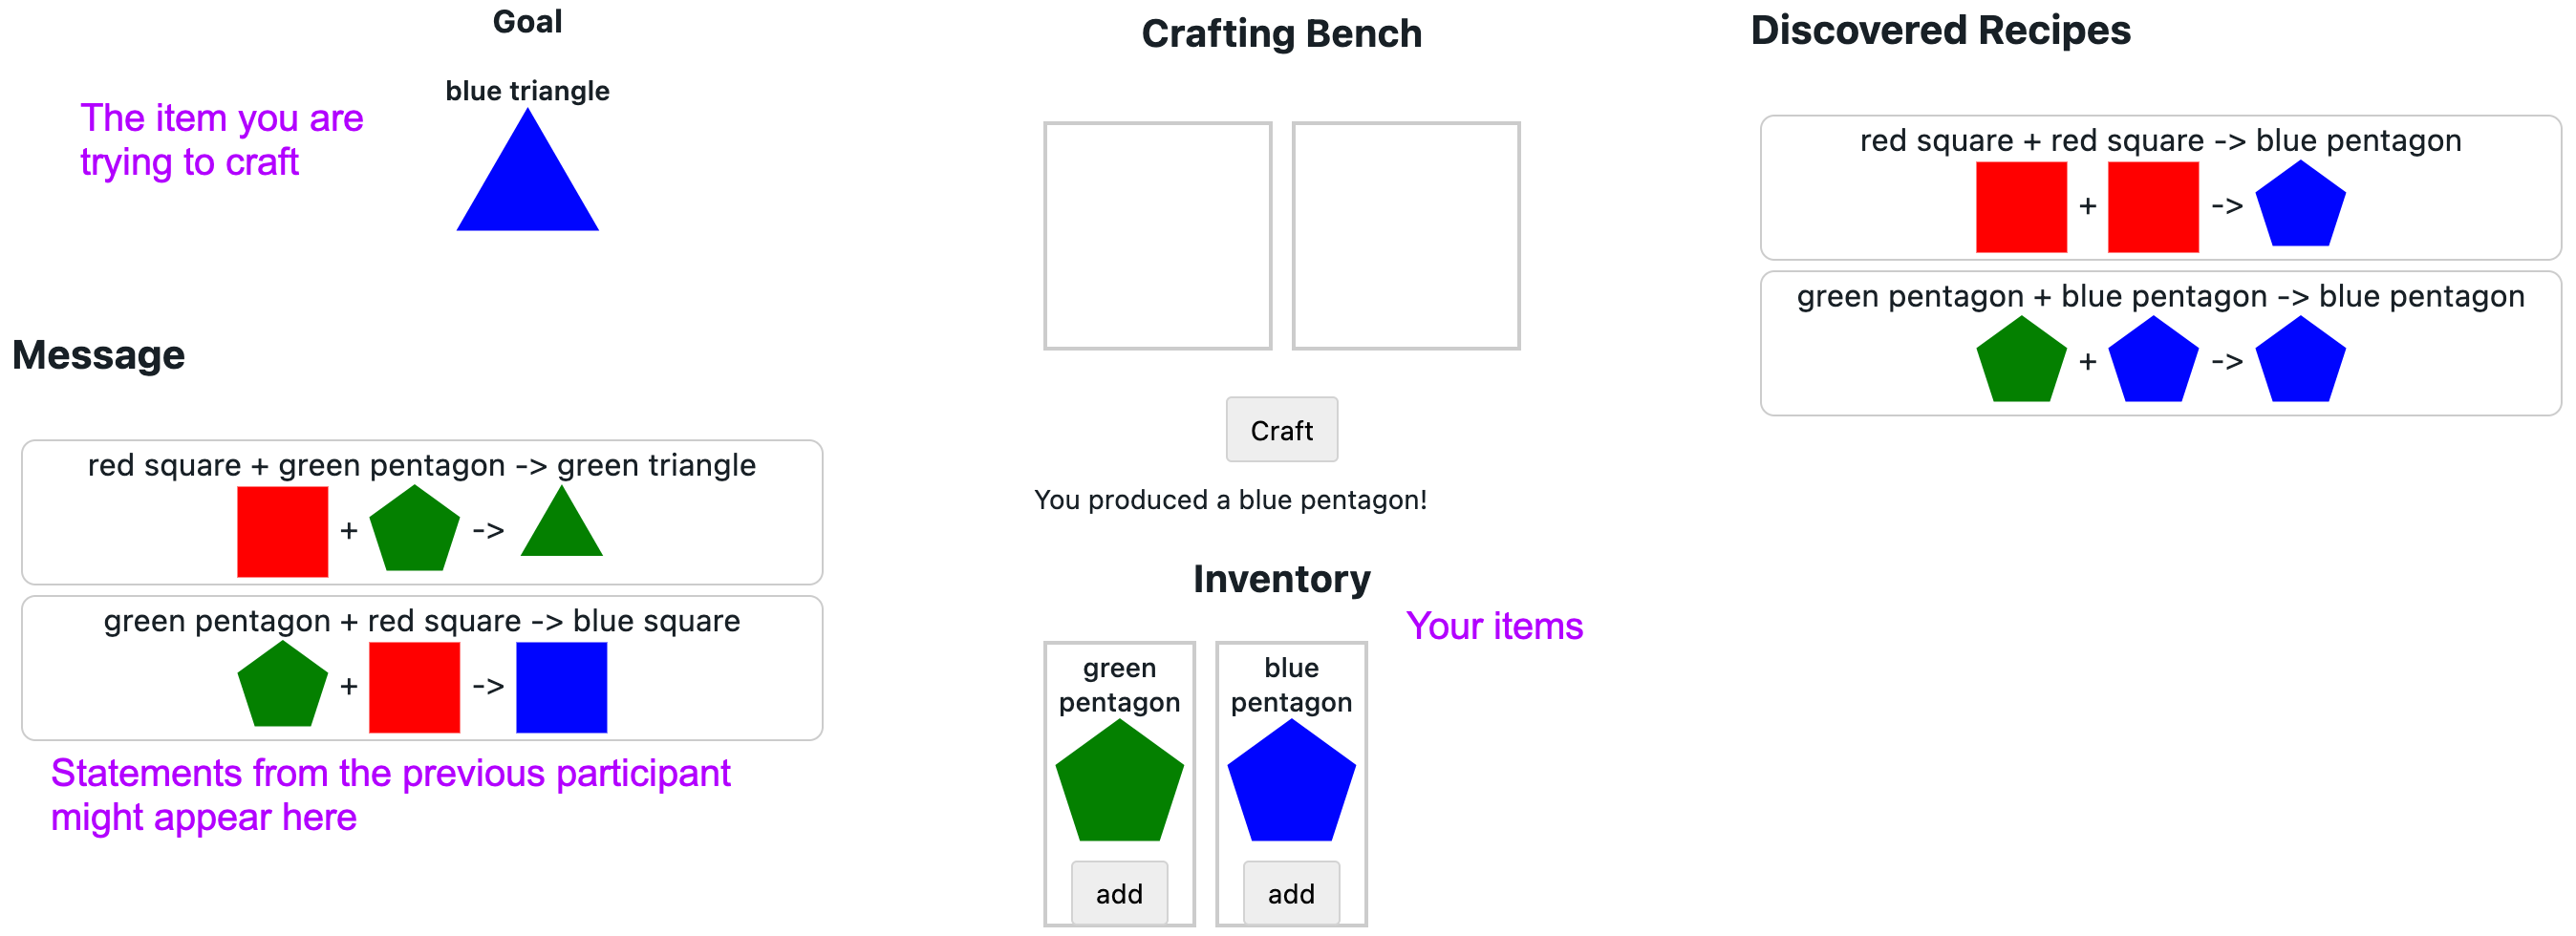 Goal
blue triangle
The item you are
trying to craft
Message
red square + green pentagon -> green triangle
+ ->
green pentagon + red square -> blue square
+ ->
Statements from the previous participant
might appear here
Crafting Bench
Craft
You produced a blue pentagon!
Inventory
Your items
green
pentagon
add
blue
pentagon
add
Discovered Recipes
red square + red square -> blue pentagon
+ ->
green pentagon + blue pentagon -> blue pentagon
+ ->